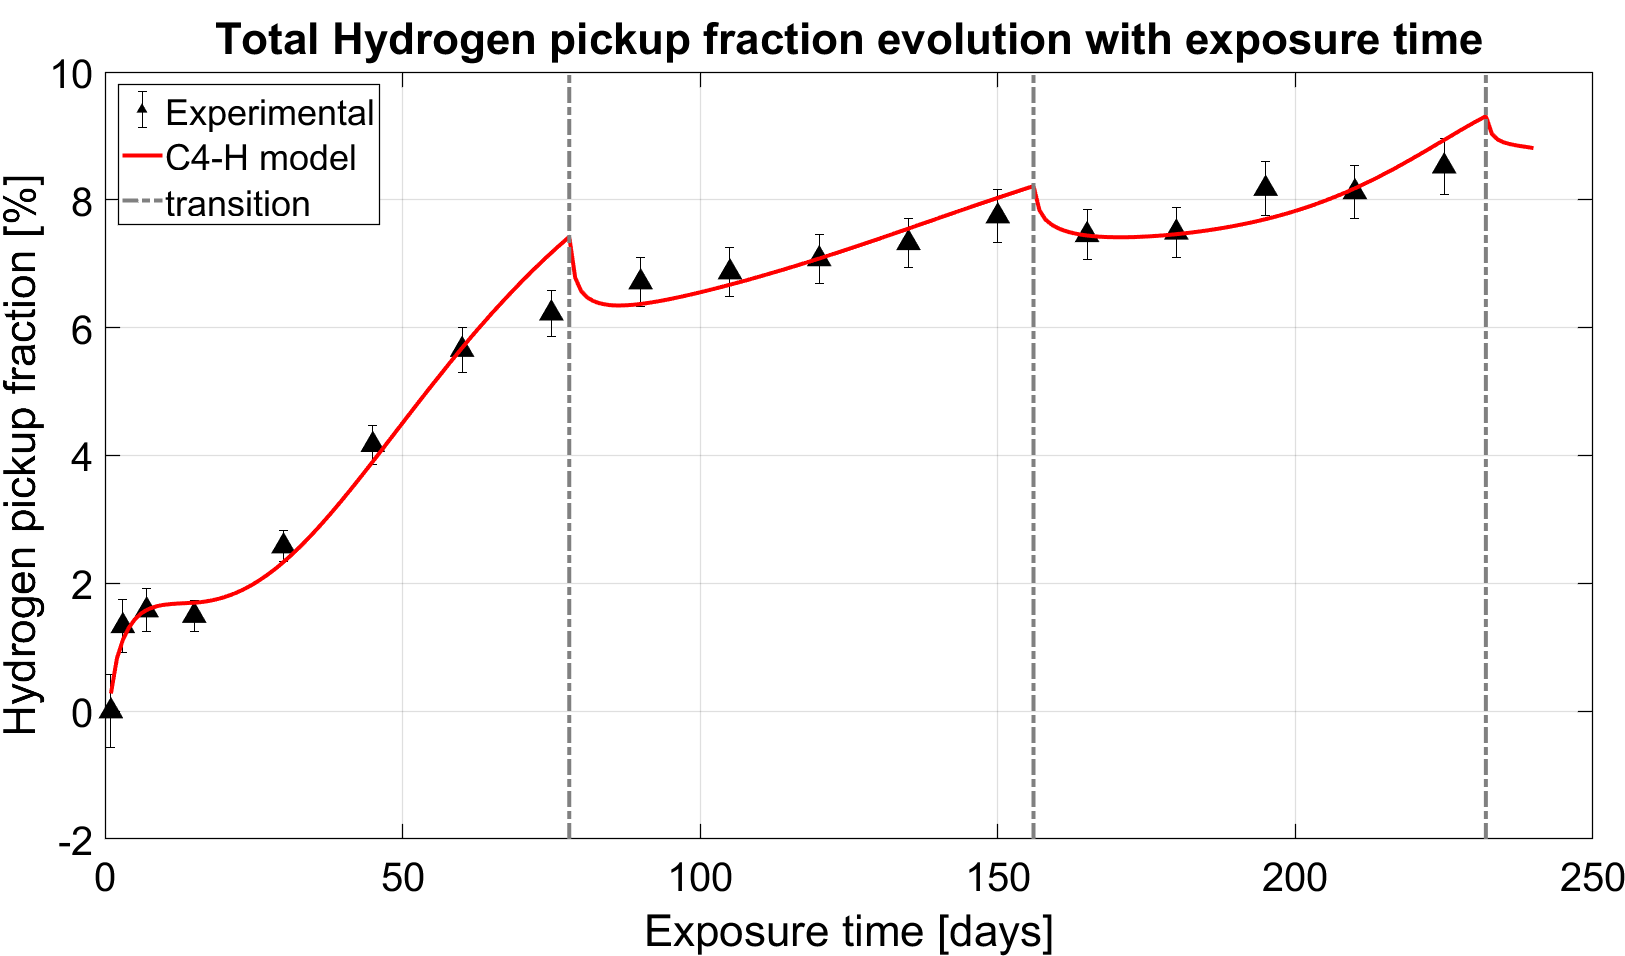 Total Hydrogen pickup fraction evolution with exposure time
Hydrogen pickup fraction [%]
10
8
6
4
2
0
-2
Experimental
C4-H model
transition
0 50 100 150 200 250
Exposure time [days]